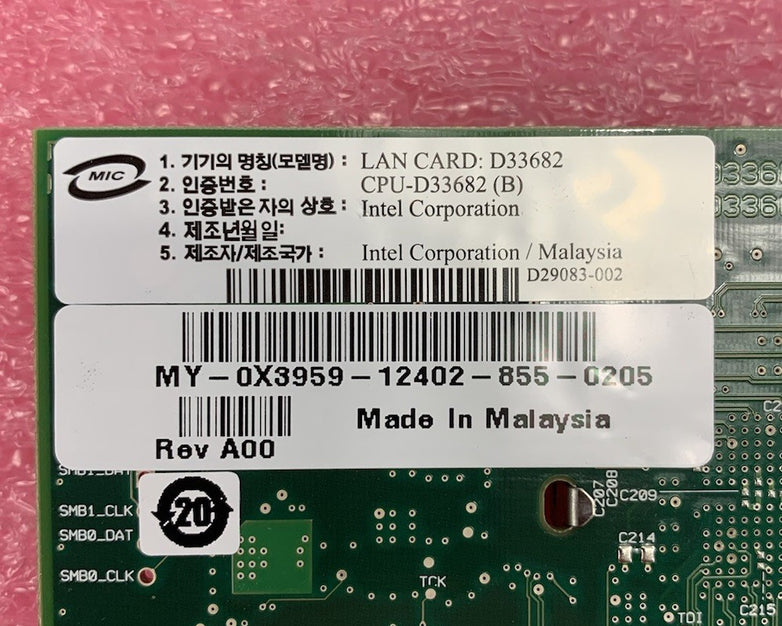 MIC
1. 기기의 명칭(모델명) : LAN CARD: D33682
2. 인증번호 : CPU-D33682 (B)
3. 인증받은 자의 상호 : Intel Corporation
4. 제조년월일:
5. 제조자/제조국가 : Intel Corporation / Malaysia
D29083-002
MY-0X3959-12402-855-0205
Made In Malaysia
Rev A00
SMB1_DAT
SMB1_CLK
20
SMB0_DAT
SMB0_CLK
TCK
C207
C208
C209
C214
TDI
C215